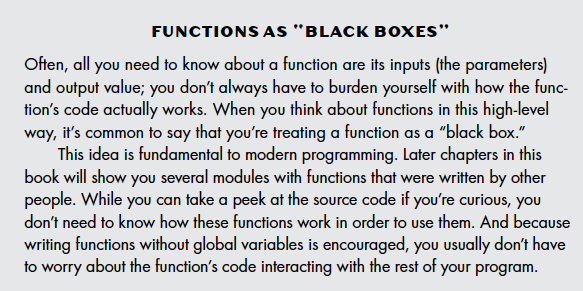 FUNCTIONS AS "BLACK BOXES"
Often, all you need to know about a function are its inputs (the parameters)
and output value; you don't always have to burden yourself with how the func-
tion's code actually works. When you think about functions in this high-level
way, it's common to say that you're treating a function as a “black box.”
This idea is fundamental to modern programming. Later chapters in this
book will show you several modules with functions that were written by other
people. While you can take a peek at the source code if you're curious, you
don't need to know how these functions work in order to use them. And because
writing functions without global variables is encouraged, you usually don't have
to worry about the function's code interacting with the rest of your program.